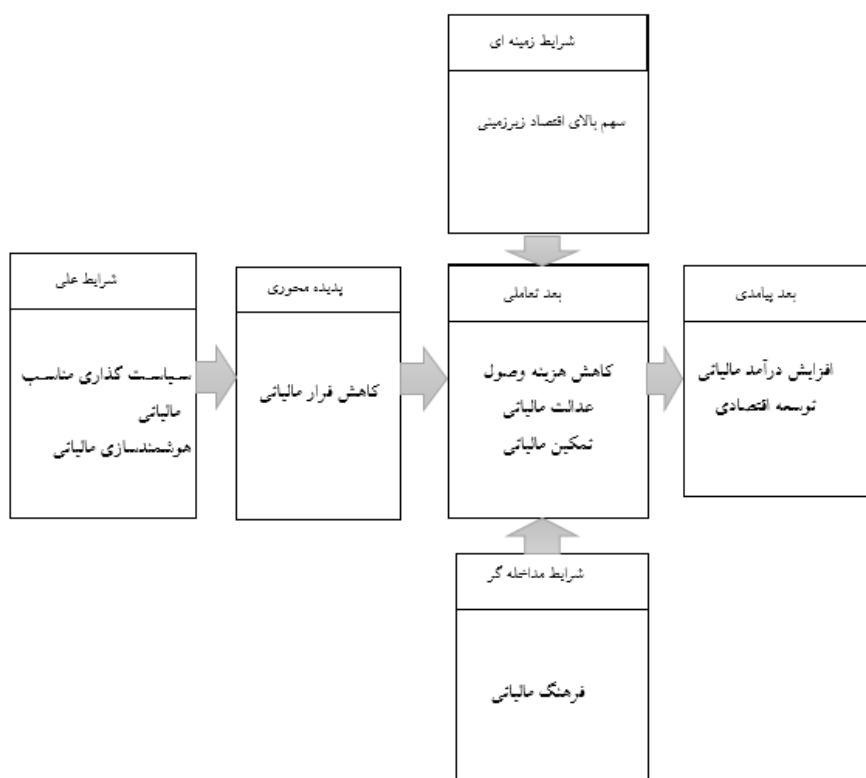 شرایط زمینه ای
سهم بالای اقتصاد زیرزمینی
شرایط علی
سیاست گذاری مناسب
مالیاتی
هوشمندسازی مالیاتی
پدیده محوری
کاهش فرار مالیاتی
بعد تعاملی
کاهش هزینه وصول
عدالت مالیاتی
تمکین مالیاتی
بعد پیامدی
افزایش درآمد مالیاتی
توسعه اقتصادی
شرایط مداخله گر
فرهنگ مالیاتی